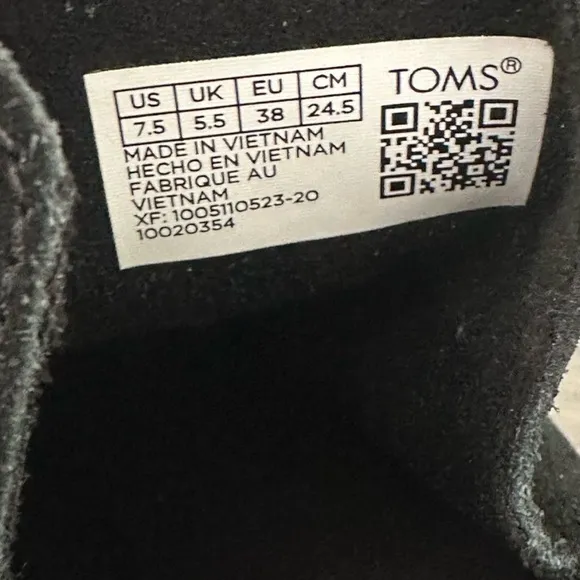 US UK EU CM
7.5 5.5 38 24.5
MADE IN VIETNAM
HECHO EN VIETNAM
FABRIQUE AU
VIETNAM
XF: 1005110523-20
10020354
TOMS®